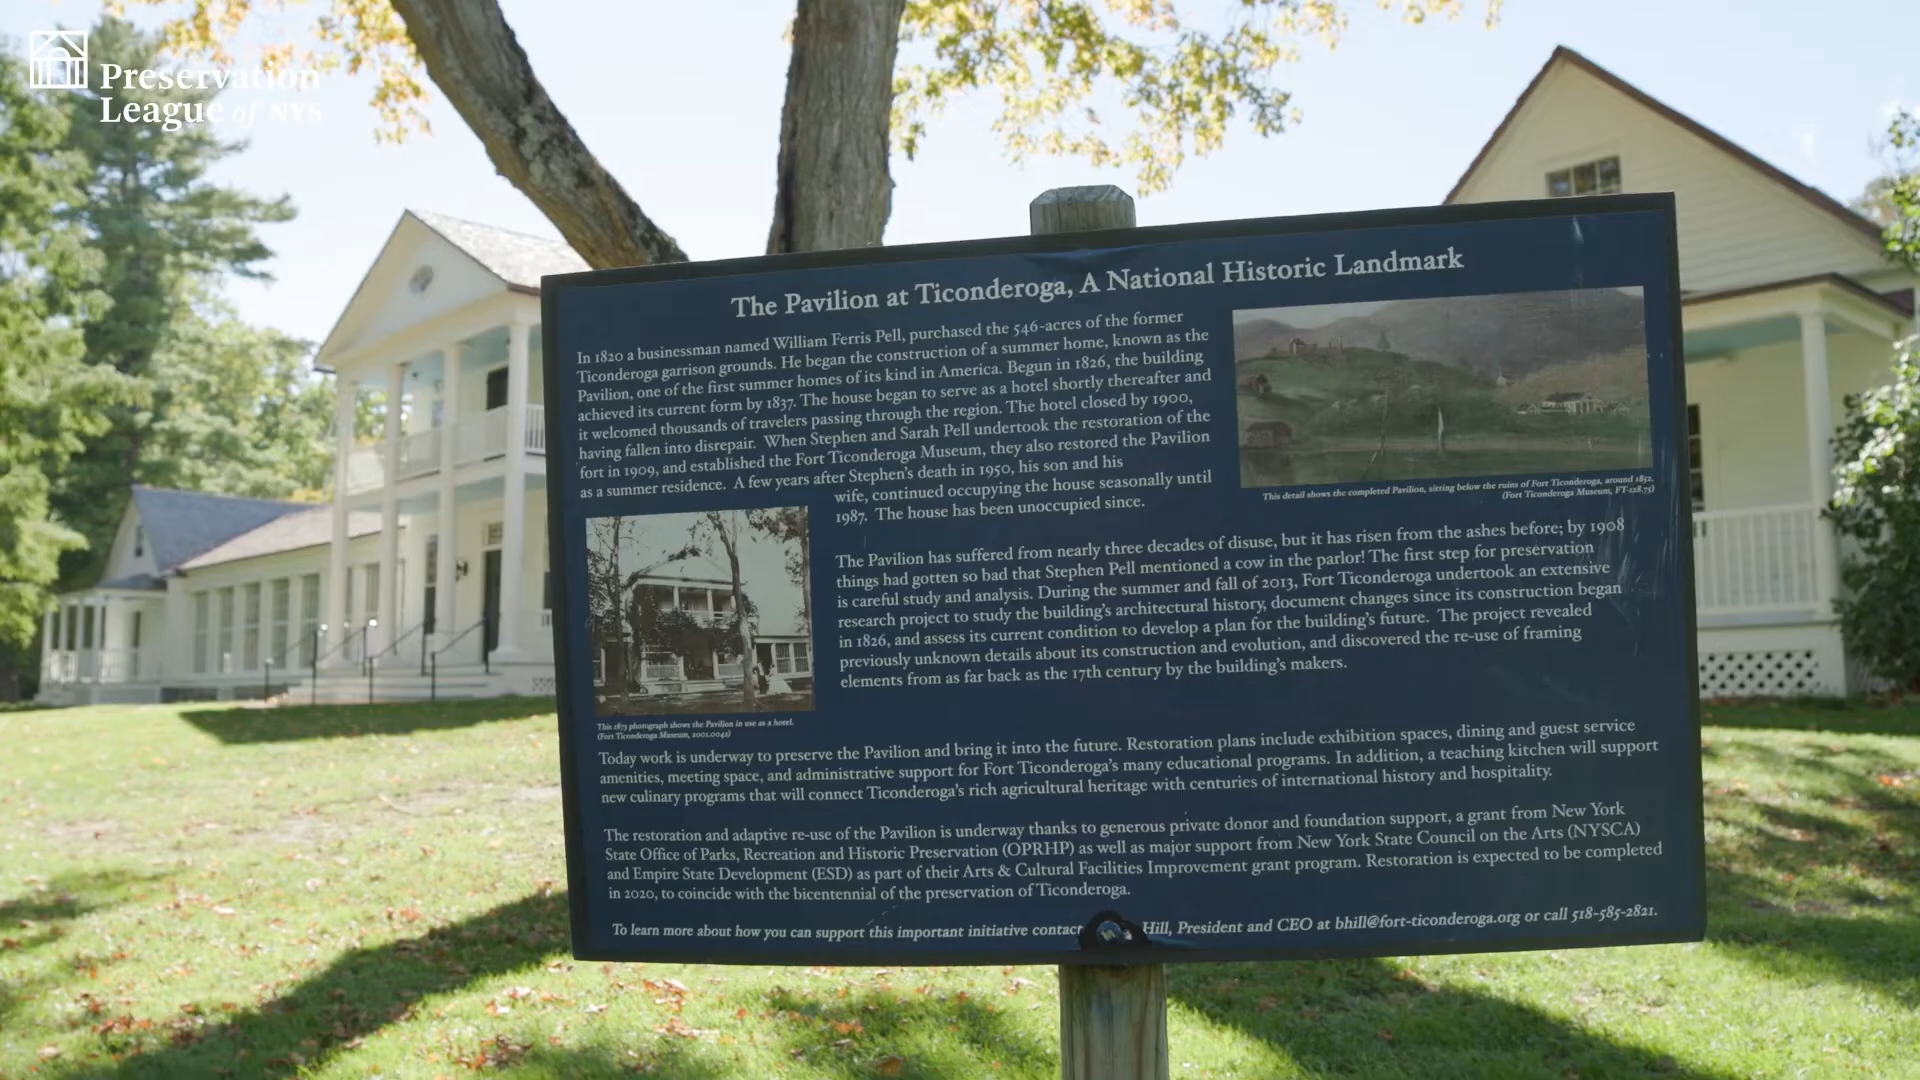 Preservation
League of NYS
The Pavilion at Ticonderoga, A National Historic Landmark
In 1820 a businessman named William Ferris Pell, purchased the 546-acres of the former
Ticonderoga garrison grounds. He began the construction of a summer home, known as the
Pavilion, one of the first summer homes of its kind in America. Begun in 1826, the building
achieved its current form by 1837. The house began to serve as a hotel shortly thereafter and
it welcomed thousands of travelers passing through the region. The hotel closed by 1900,
having fallen into disrepair. When Stephen and Sarah Pell undertook the restoration of the
fort in 1909, and established the Fort Ticonderoga Museum, they also restored the Pavilion
as a summer residence. A few years after Stephen's death in 1950, his son and his
wife, continued occupying the house seasonally until
1987. The house has been unoccupied since.
This detail shows the completed Pavilion, sitting below the ruins of Fort Ticonderoga, around 1852.
(Fort Ticonderoga Museum, FT-128.75)
The Pavilion has suffered from nearly three decades of disuse, but it has risen from the ashes before; by 1908
things had gotten so bad that Stephen Pell mentioned a cow in the parlor! The first step for preservation
is careful study and analysis. During the summer and fall of 2013, Fort Ticonderoga undertook an extensive
research project to study the building's architectural history, document changes since its construction began
in 1826, and assess its current condition to develop a plan for the building's future. The project revealed
previously unknown details about its construction and evolution, and discovered the re-use of framing
elements from as far back as the 17th century by the building's makers.
This 1873 photograph shows the Pavilion in use as a hotel.
(Fort Ticonderoga Museum, 2001.0042)
Today work is underway to preserve the Pavilion and bring it into the future. Restoration plans include exhibition spaces, dining and guest service
amenities, meeting space, and administrative support for Fort Ticonderoga's many educational programs. In addition, a teaching kitchen will support
new culinary programs that will connect Ticonderoga's rich agricultural heritage with centuries of international history and hospitality.
The restoration and adaptive re-use of the Pavilion is underway thanks to generous private donor and foundation support, a grant from New York
State Office of Parks, Recreation and Historic Preservation (OPRHP) as well as major support from New York State Council on the Arts (NYSCA)
and Empire State Development (ESD) as part of their Arts & Cultural Facilities Improvement grant program. Restoration is expected to be completed
in 2020, to coincide with the bicentennial of the preservation of Ticonderoga.
To learn more about how you can support this important initiative contact Hill, President and CEO at bhill@fort-ticonderoga.org or call 518-585-2821.